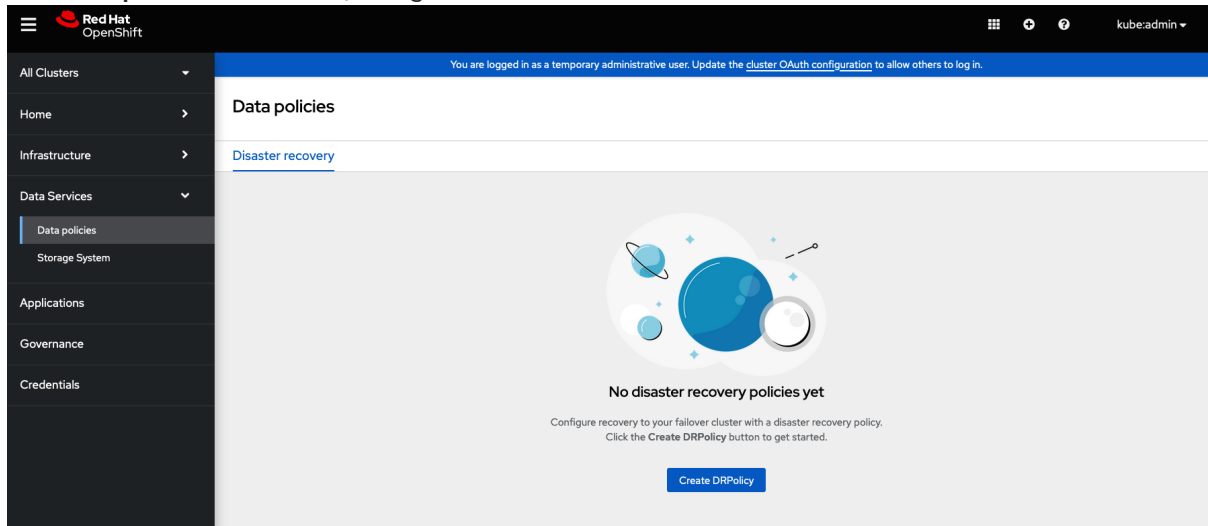 Red Hat
OpenShift
kube:admin
All Clusters
Home
Infrastructure
Data Services
Data policies
Storage System
Applications
Governance
Credentials
You are logged in as a temporary administrative user. Update the cluster OAuth configuration to allow others to log in.
Data policies
Disaster recovery
No disaster recovery policies yet
Configure recovery to your failover cluster with a disaster recovery policy.
Click the Create DRPolicy button to get started.
Create DRPolicy